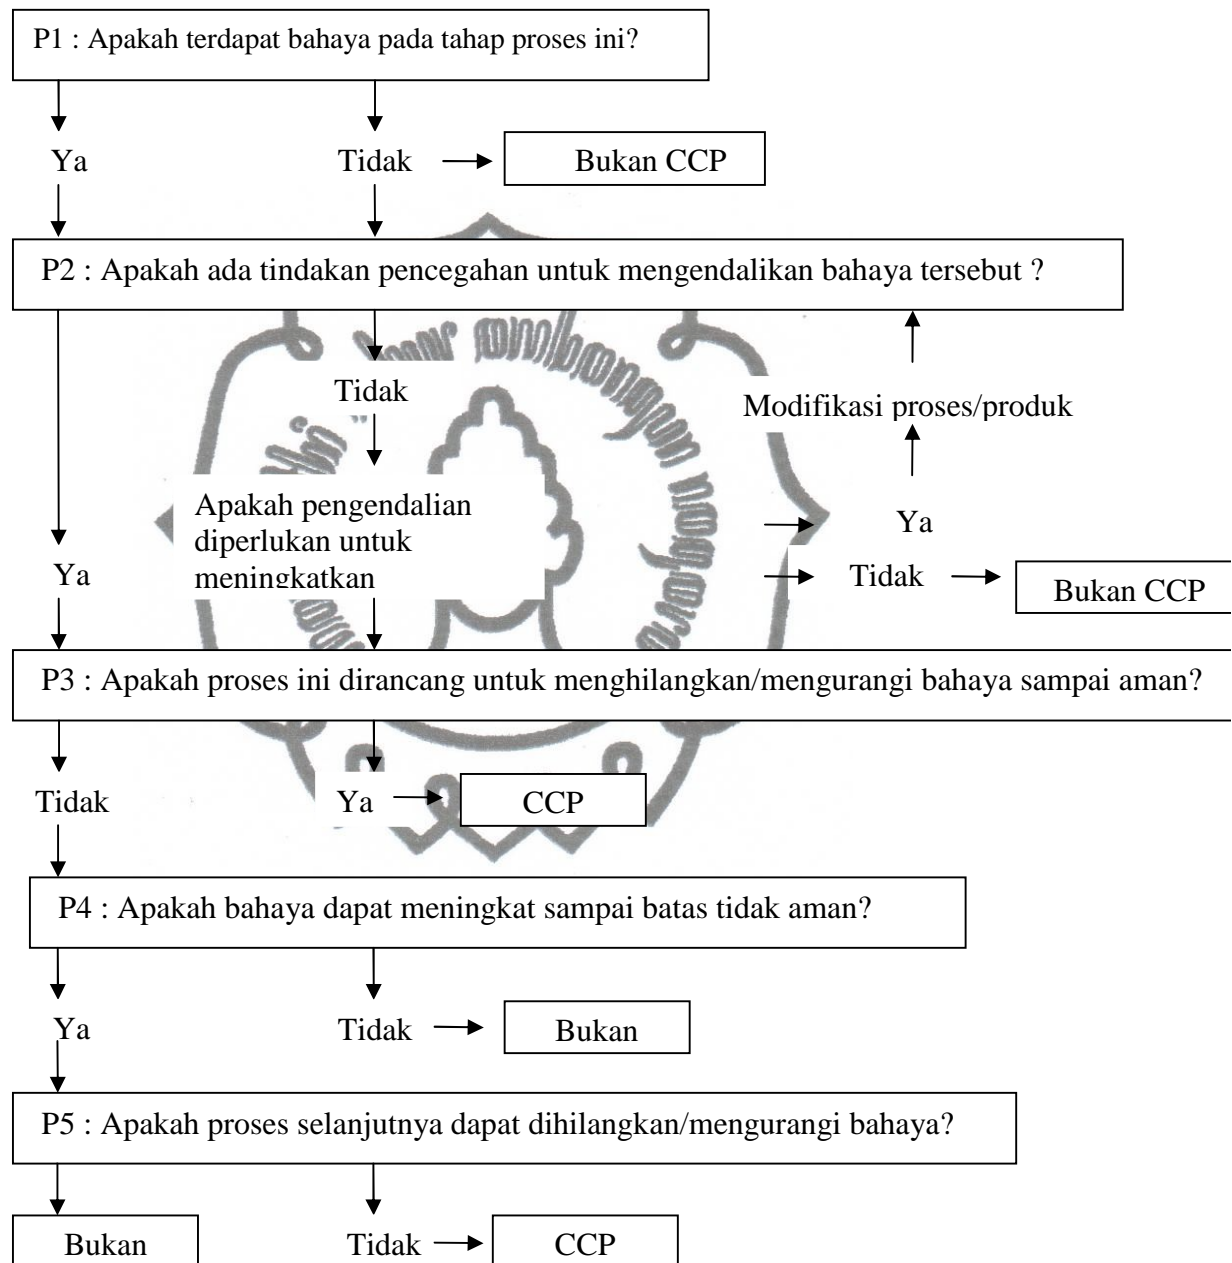 P1 : Apakah terdapat bahaya pada tahap proses ini?
Ya
Tidak
Bukan CCP
P2 : Apakah ada tindakan pencegahan untuk mengendalikan bahaya tersebut ?
Tidak
Modifikasi proses/produk
Apakah pengendalian
diperlukan untuk
meningkatkan
Ya
Ya
Tidak
Bukan CCP
P3 : Apakah proses ini dirancang untuk menghilangkan/mengurangi bahaya sampai aman?
Tidak
Ya
CCP
P4 : Apakah bahaya dapat meningkat sampai batas tidak aman?
Ya
Tidak
Bukan
P5 : Apakah proses selanjutnya dapat dihilangkan/mengurangi bahaya?
Bukan
Tidak
CCP